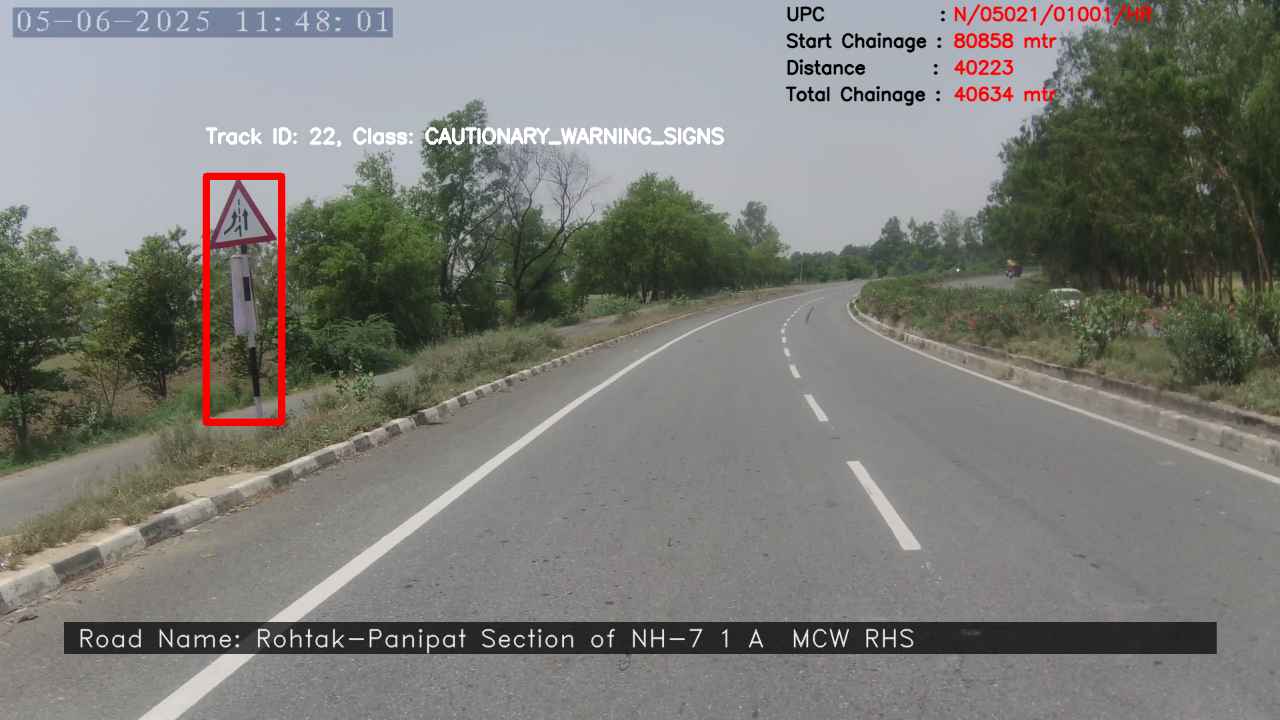 05-06-2025 11:48:01
UPC : N/05021/01001/HR
Start Chainage : 80858 mtr
Distance : 40223
Total Chainage : 40634 mtr
Track ID: 22, Class: CAUTIONARY_WARNING_SIGNS
Road Name: Rohtak-Panipat Section of NH-7 1 A MCW RHS